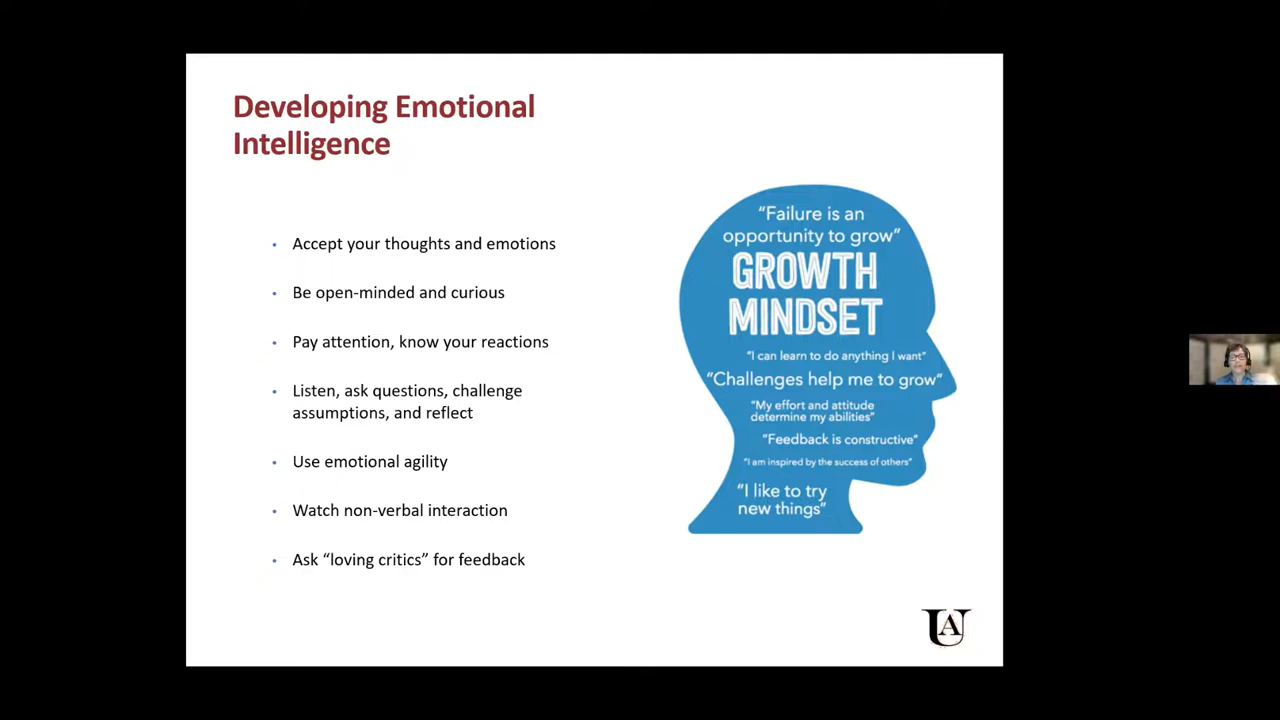 Developing Emotional
Intelligence
• Accept your thoughts and emotions
• Be open-minded and curious
• Pay attention, know your reactions
• Listen, ask questions, challenge
assumptions, and reflect
• Use emotional agility
• Watch non-verbal interaction
• Ask “loving critics” for feedback
“Failure is an
opportunity to grow”
GROWTH
MINDSET
“I can learn to do anything I want”
“Challenges help me to grow”
“My effort and attitude
determine my abilities”
“Feedback is constructive”
“I am inspired by the success of others”
“I like to try
new things”
UA